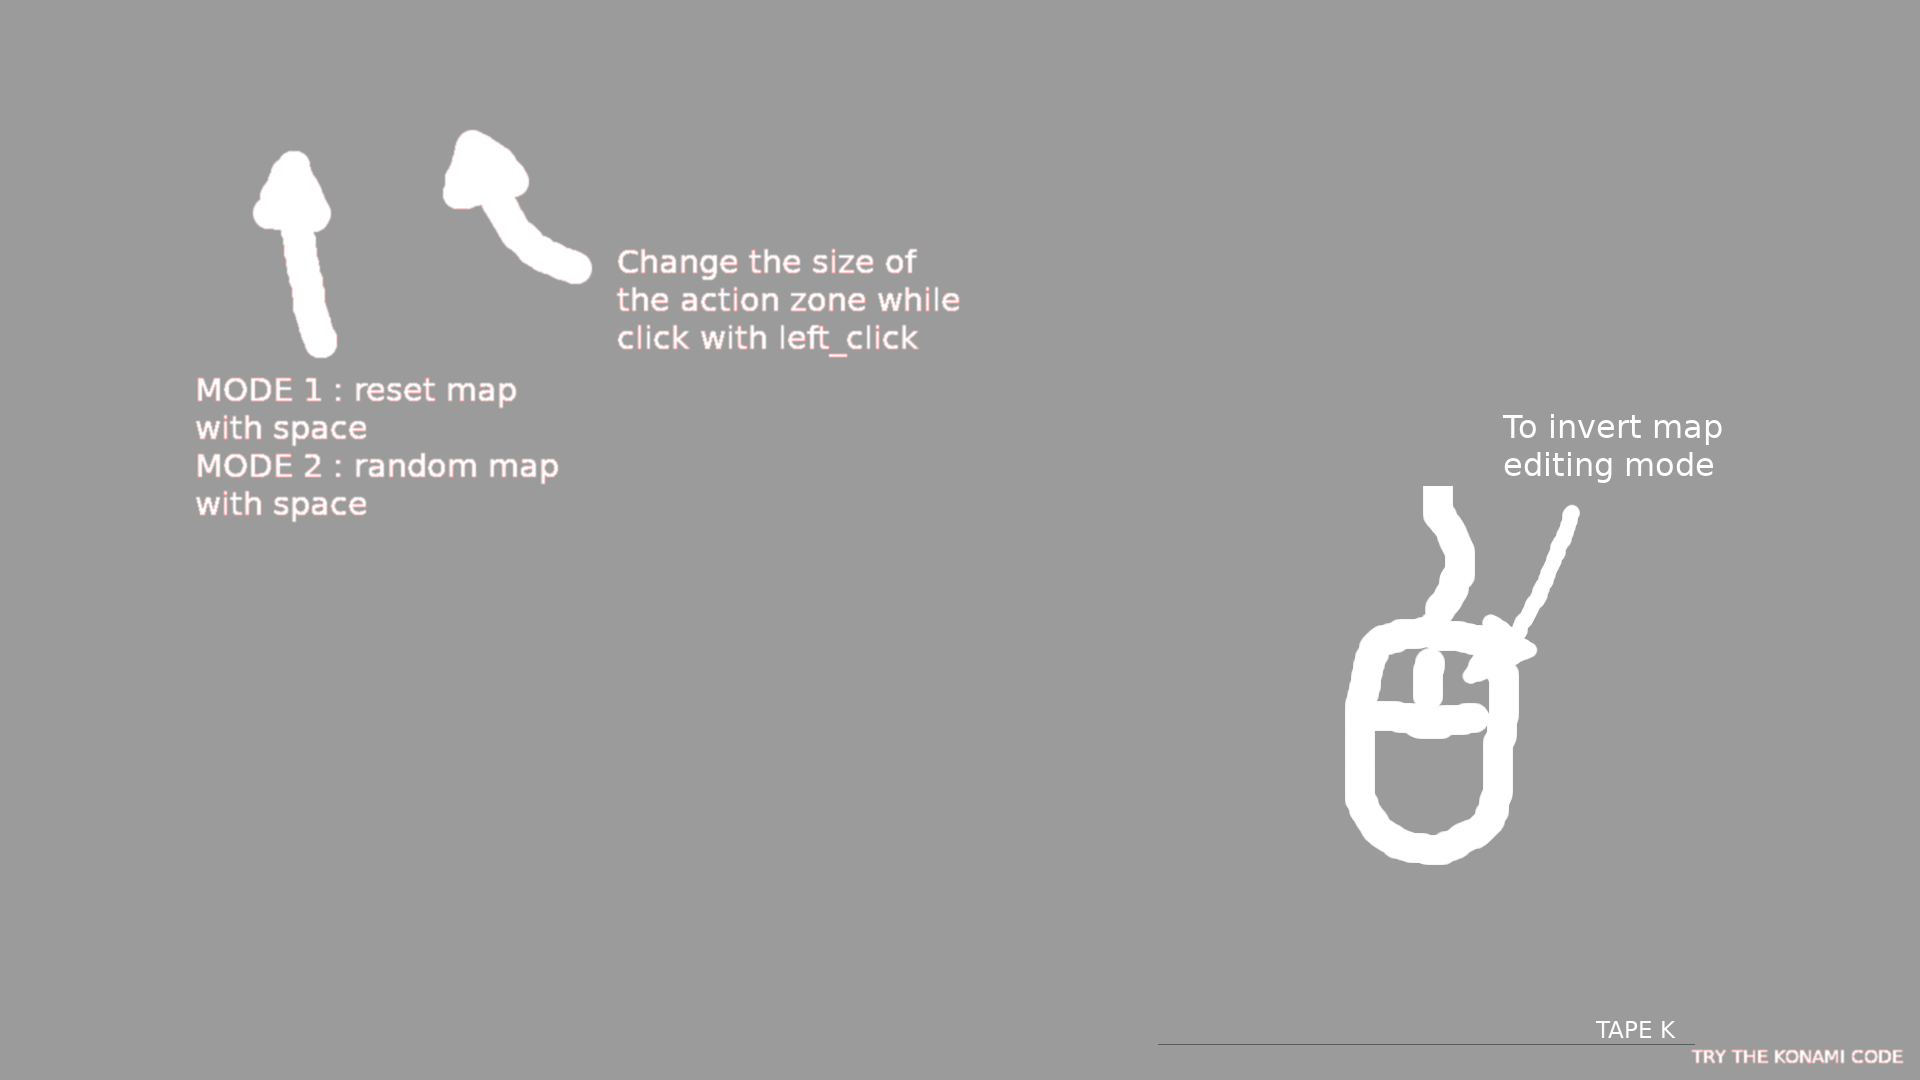 Change the size of
the action zone while
click with left_click
MODE 1 : reset map
with space
MODE 2 : random map
with space
To invert map
editing mode
TAPE K
TRY THE KONAMI CODE